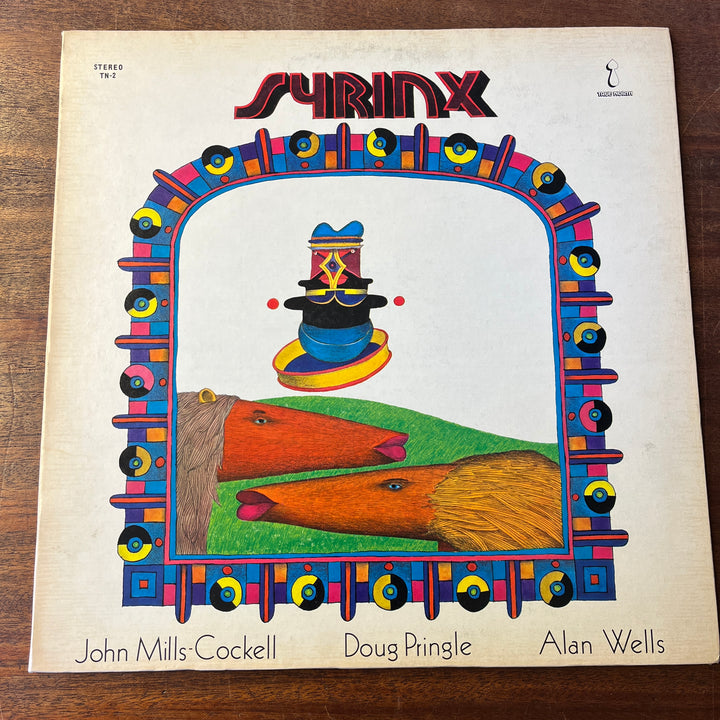 STEREO
TN-2
SYRINX
TRUE NORTH
John Mills-Cockell Doug Pringle Alan Wells